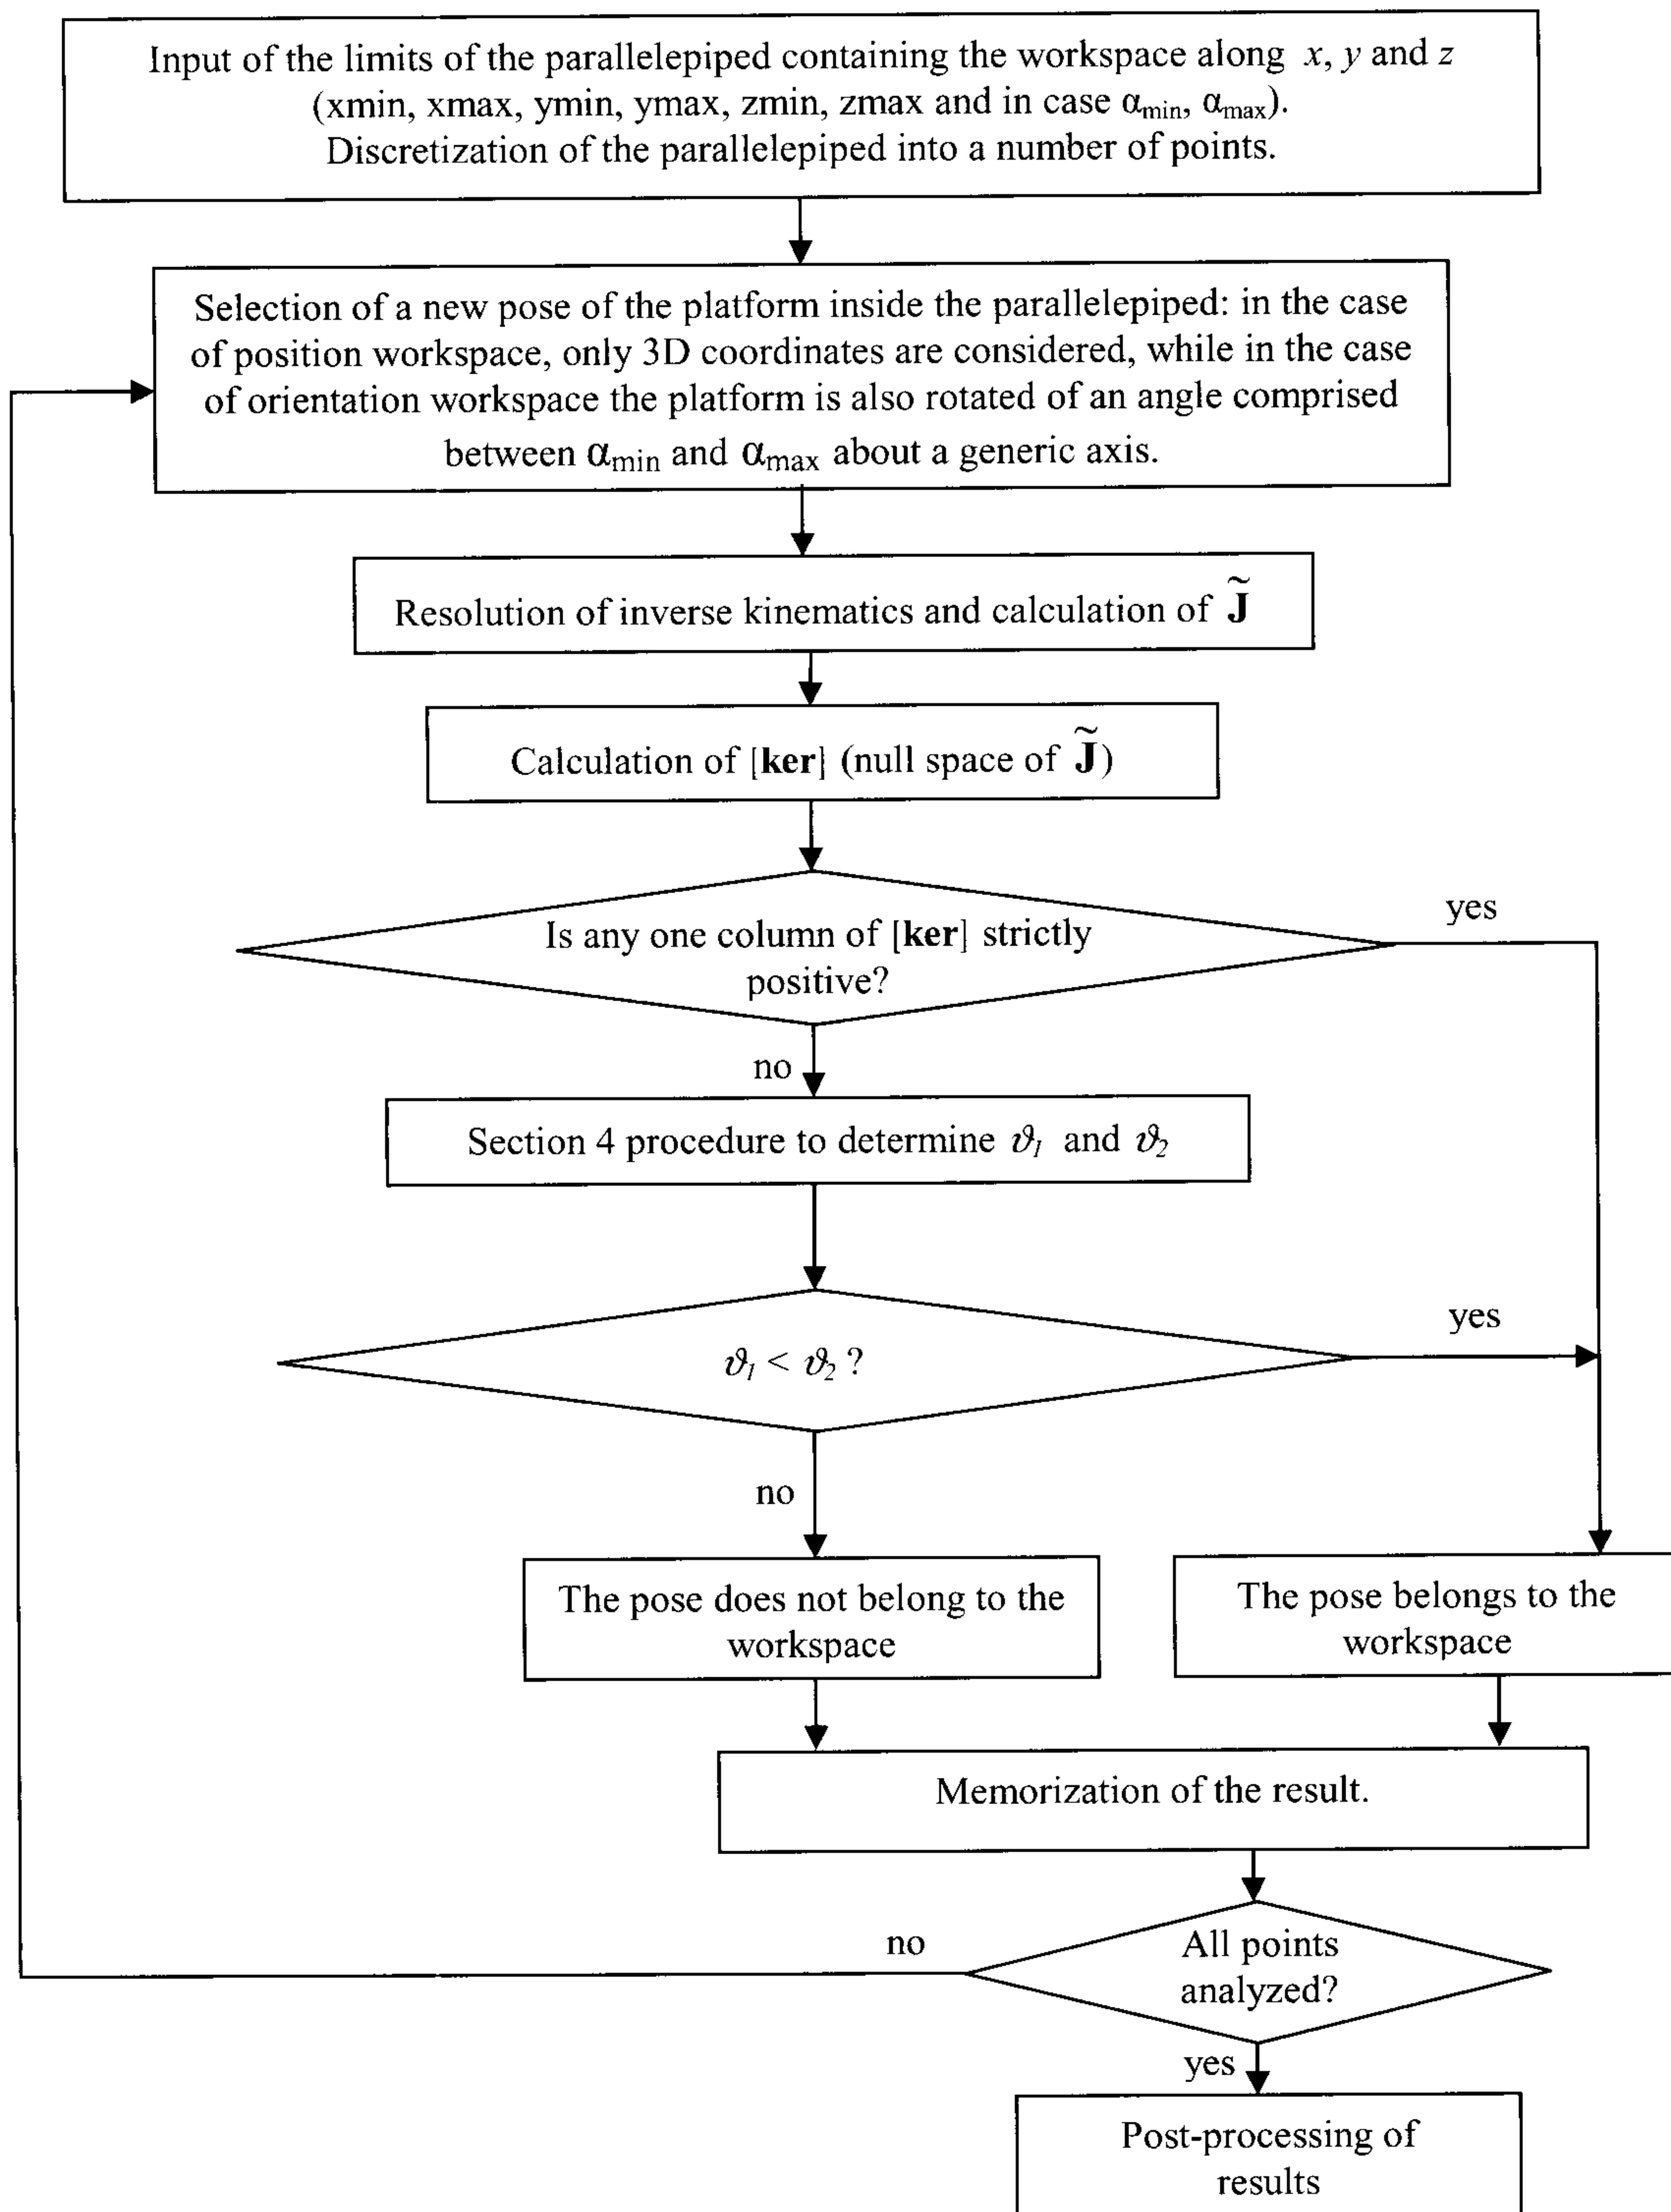 Input of the limits of the parallelepiped containing the workspace along x, y and z
(xmin, xmax, ymin, ymax, zmin, zmax and in case αmin, αmax).
Discretization of the parallelepiped into a number of points.
Selection of a new pose of the platform inside the parallelepiped: in the case
of position workspace, only 3D coordinates are considered, while in the case
of orientation workspace the platform is also rotated of an angle comprised
between αmin and αmax about a generic axis.
Resolution of inverse kinematics and calculation of J̃
Calculation of [ker] (null space of J̃)
Is any one column of [ker] strictly
positive?
yes
no
Section 4 procedure to determine ϑ1 and ϑ2
ϑ1 < ϑ2 ?
yes
no
The pose does not belong to the
workspace
The pose belongs to the
workspace
Memorization of the result.
All points
analyzed?
no
yes
Post-processing of
results